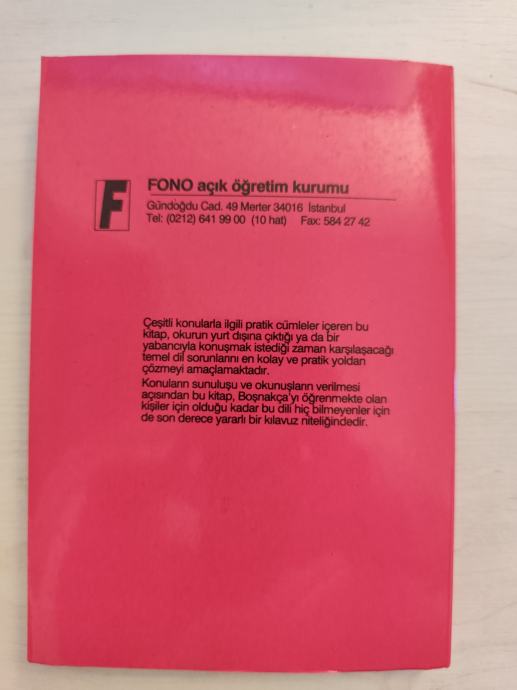 F
FONO açık öğretim kurumu
Gündoğdu Cad. 49 Merter 34016 İstanbul
Tel: (0212) 641 99 00 (10 hat) Fax: 584 27 42
Çeşitli konularla ilgili pratik cümleler içeren bu
kitap, okurun yurt dışına çıktığı ya da bir
yabancıyla konuşmak istediği zaman karşılaşacağı
temel dil sorunlarını en kolay ve pratik yoldan
çözmeyi amaçlamaktadır.
Konuların sunuluşu ve okunuşların verilmesi
açısından bu kitap, Boşnakça'yı öğrenmekte olan
kişiler için olduğu kadar bu dili hiç bilmeyenler için
de son derece yararlı bir kılavuz niteliğindedir.